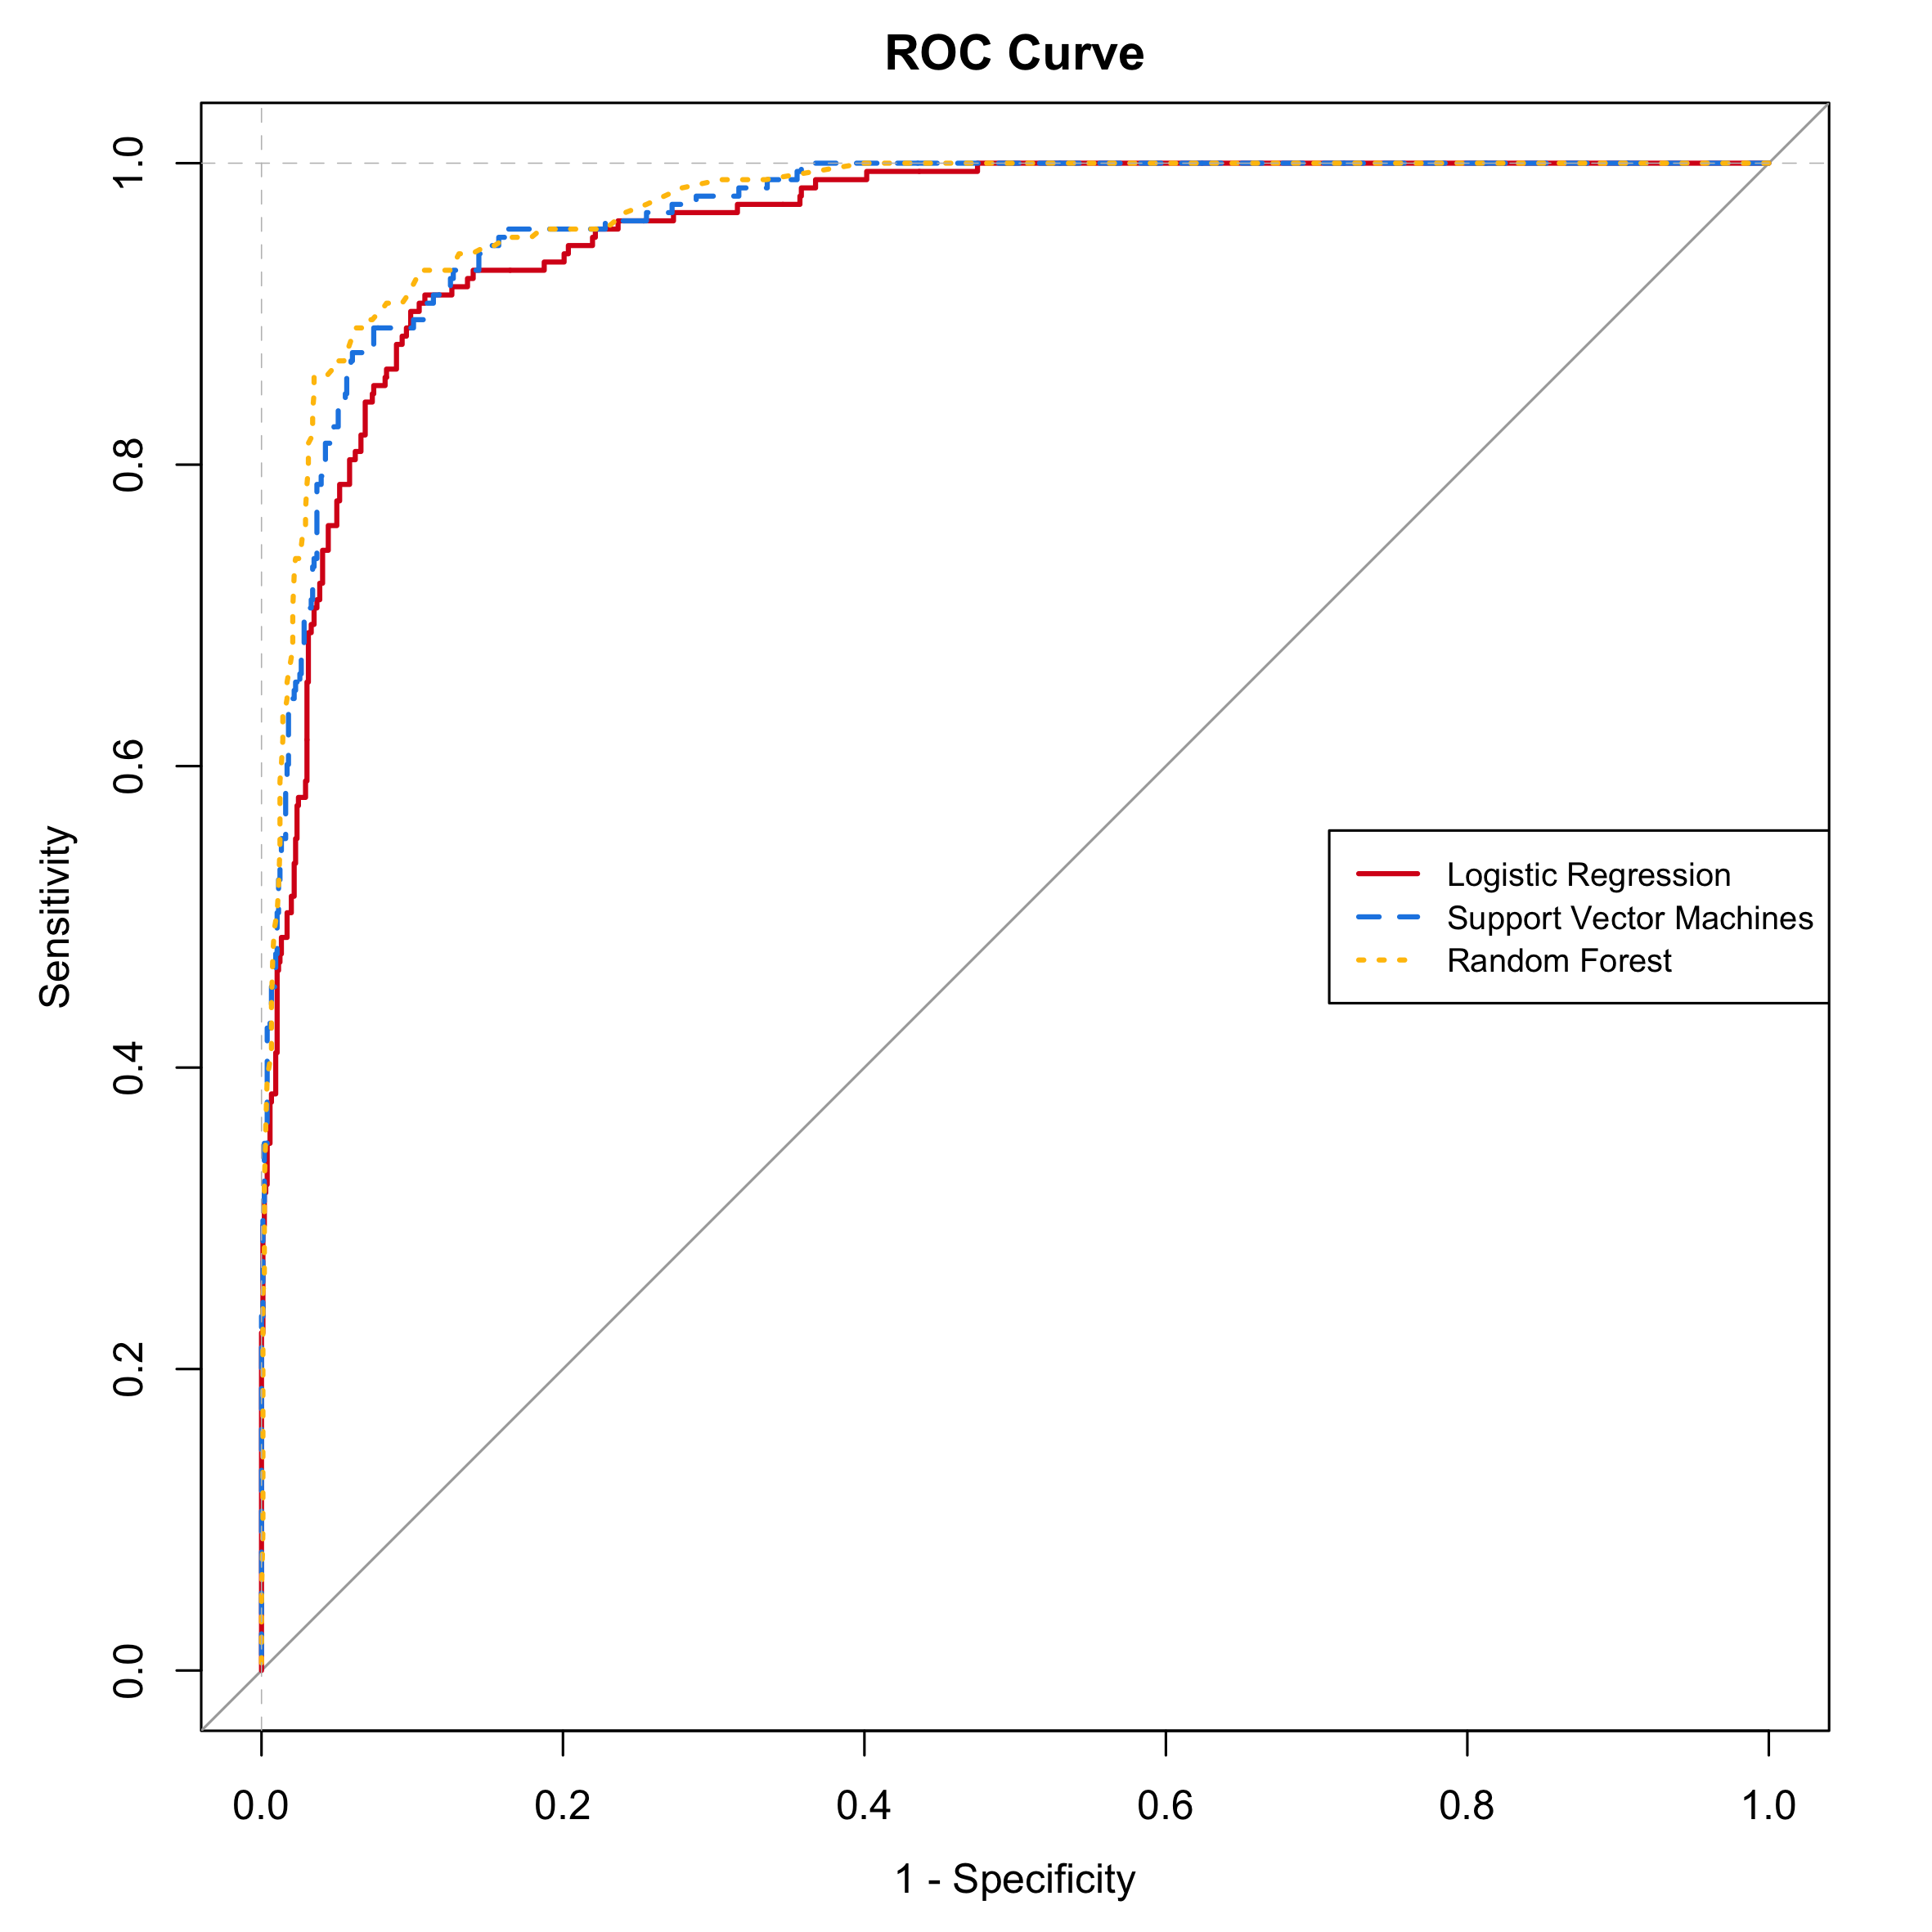 ROC Curve
Sensitivity
1.0
0.8
0.6
0.4
0.2
0.0
Logistic Regression
Support Vector Machines
Random Forest
0.0 0.2 0.4 0.6 0.8 1.0
1 - Specificity